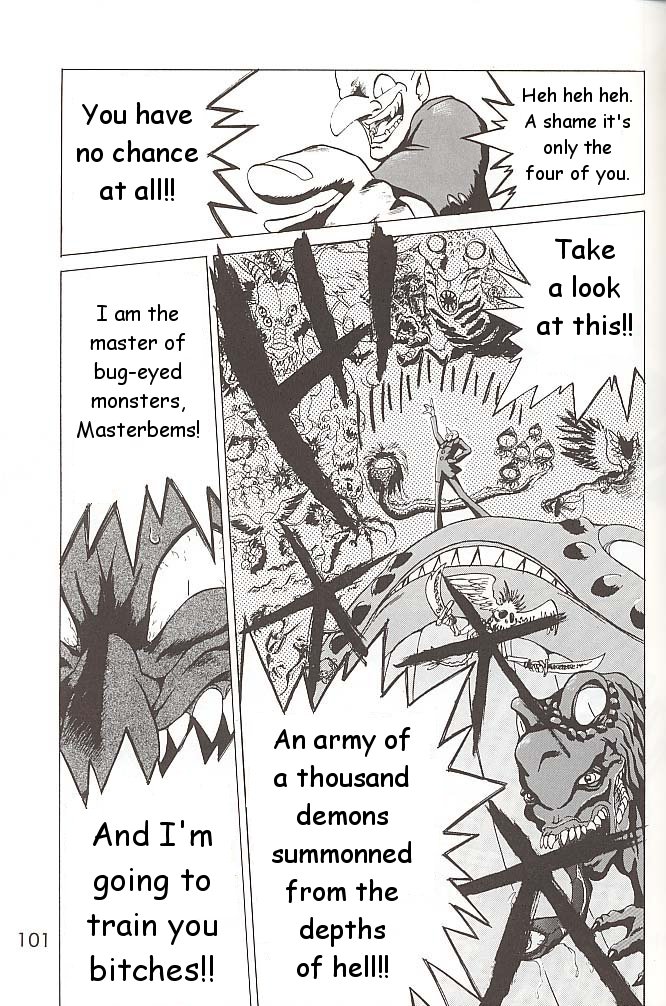 Heh heh heh.
A shame it's
only the
four of you.
You have
no chance
at all!!
Take
a look
at this!!
I am the
master of
bug-eyed
monsters,
Masterbems!
An army of
a thousand
demons
summonned
from the
depths
of hell!!
And I'm
going to
train you
bitches!!
101